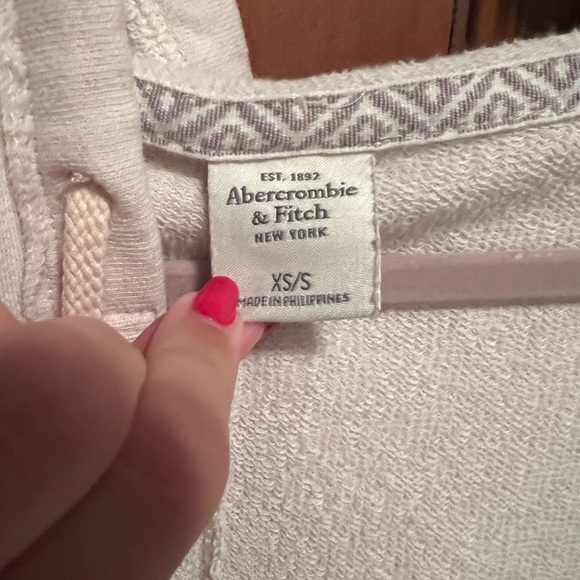 EST. 1892
Abercrombie
& Fitch
NEW YORK
XS/S
MADE IN PHILIPPINES